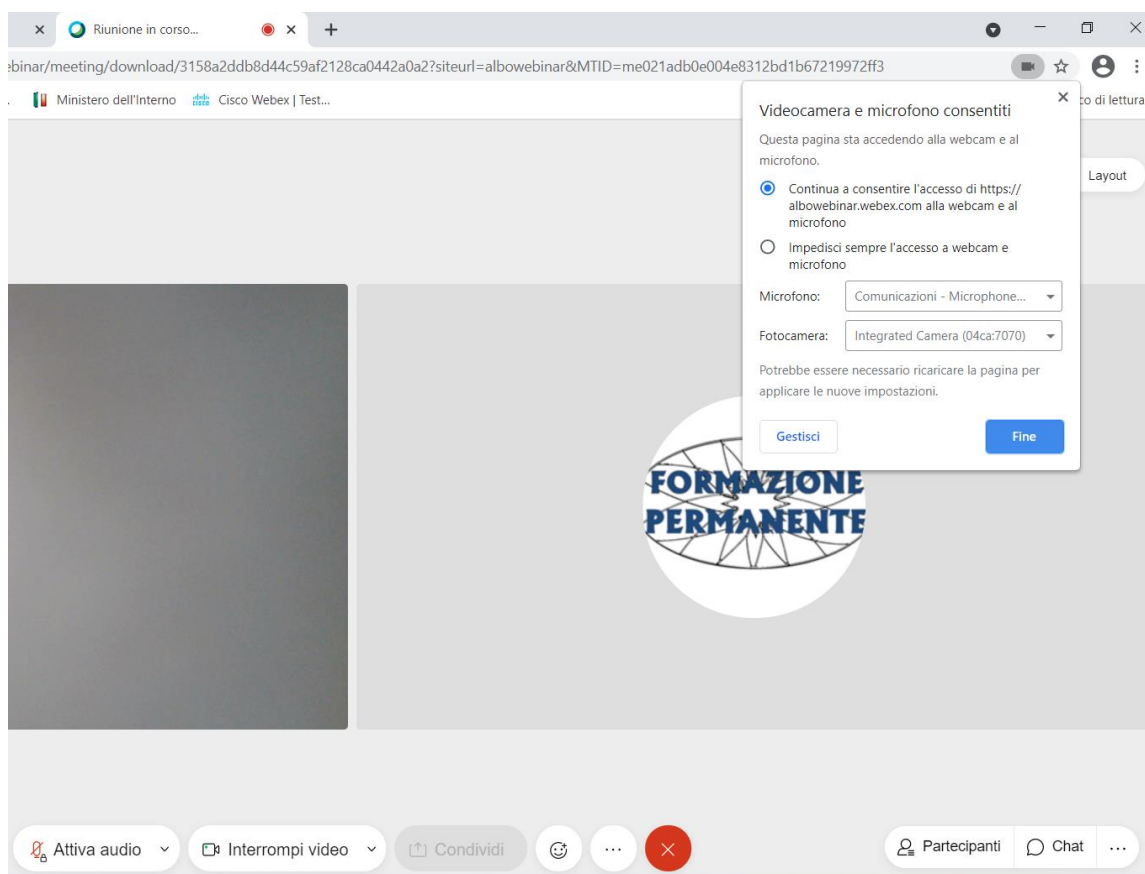 Riunione in corso...
ebinar/meeting/download/3158a2ddb8d44c59af2128ca0442a0a2?siteurl=albowebinar&MTID=me021adb0e004e8312bd1b67219972ff3
Ministero dell'Interno
Cisco Webex | Test...
co di lettura
Videocamera e microfono consentiti
Questa pagina sta accedendo alla webcam e al
microfono.
Continua a consentire l'accesso di https://
albowebinar.webex.com alla webcam e al
microfono
Impedisci sempre l'accesso a webcam e
microfono
Microfono: Comunicazioni - Microphone...
Fotocamera: Integrated Camera (04ca:7070)
Potrebbe essere necessario ricaricare la pagina per
applicare le nuove impostazioni.
Gestisci
Fine
Layout
FORMAZIONE
PERMANENTE
Attiva audio
Interrompi video
Condividi
Partecipanti
Chat